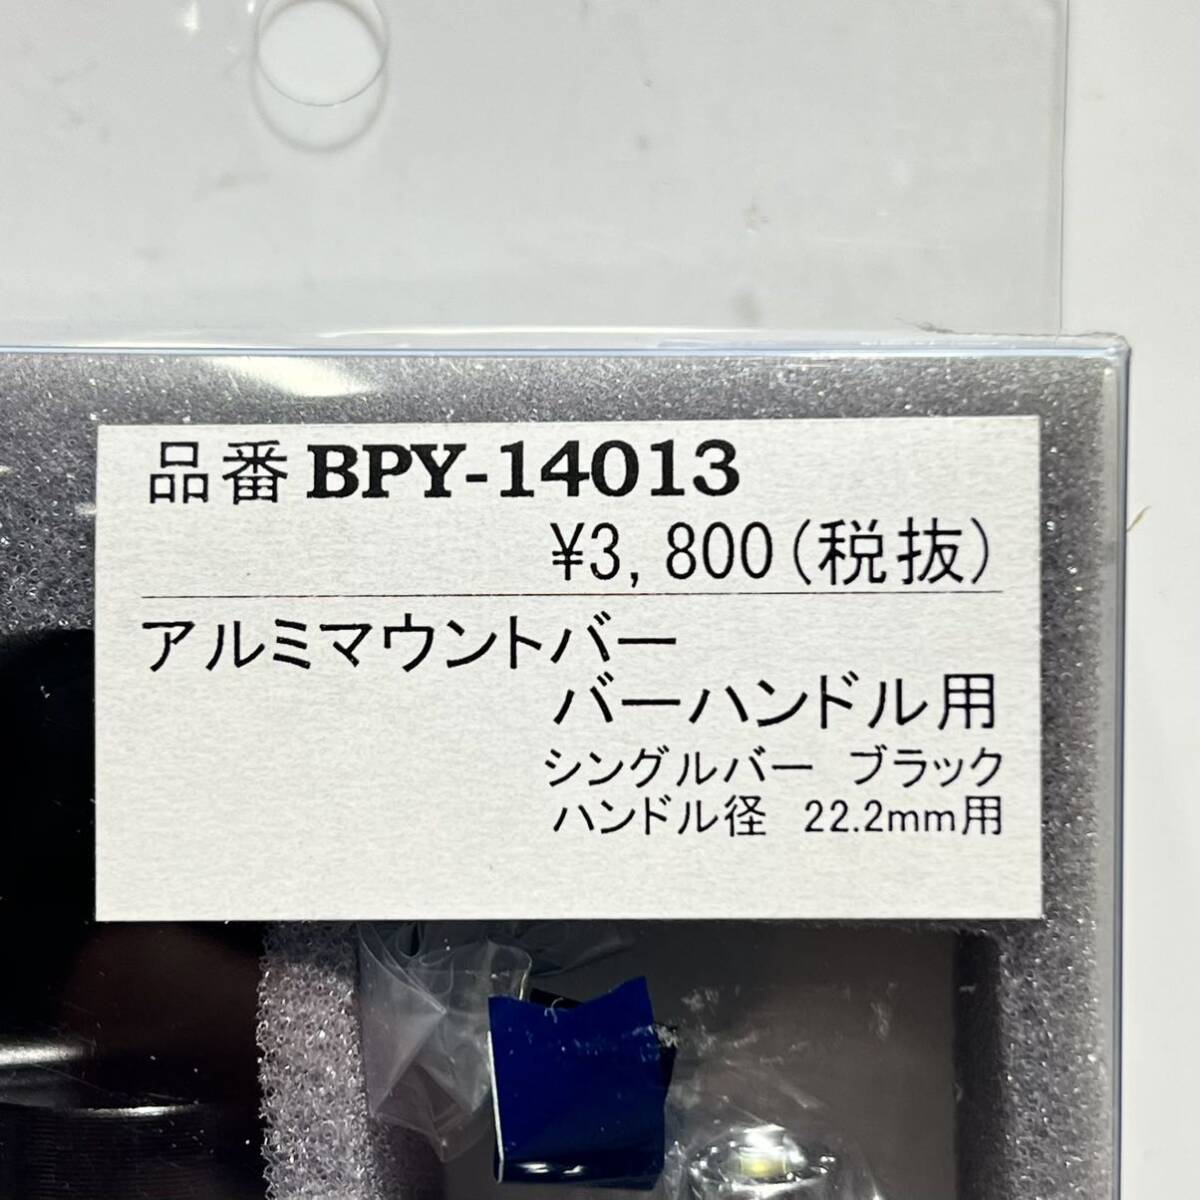 品番 BPY-14013
¥3,800(税抜)
アルミマウントバー
バーハンドル用
シングルバー ブラック
ハンドル径 22.2mm用